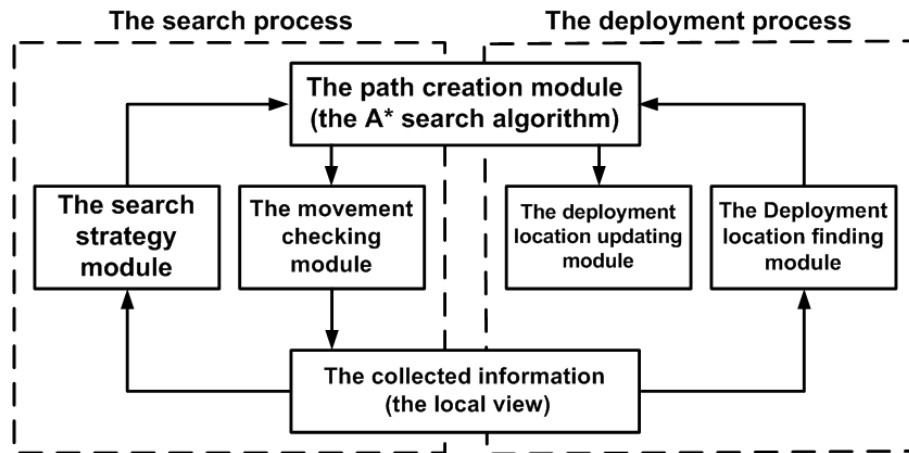 The search process
The deployment process
The path creation module
(the A* search algorithm)
The search
strategy
module
The movement
checking
module
The deployment
location updating
module
The Deployment
location finding
module
The collected information
(the local view)